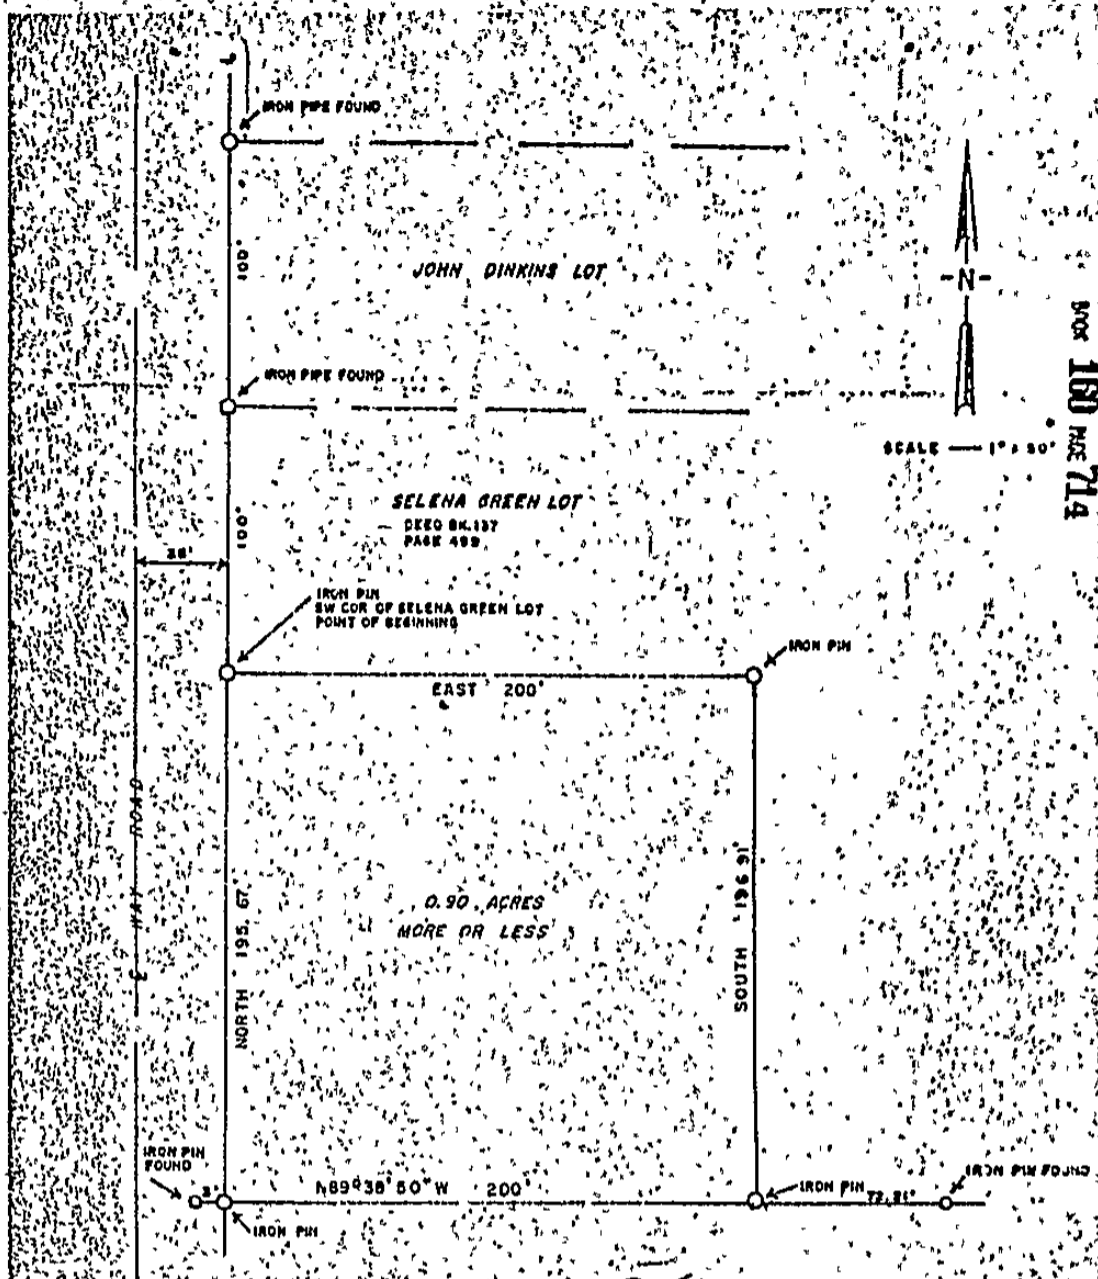 IRON PIPE FOUND
100'
JOHN DINKINS LOT
-N-
BOOK 160 PAGE 714
IRON PIPE FOUND
SCALE — 1" = 50'
SELENA GREEN LOT
DEED BK. 137
PAGE 499
100'
IRON PIN
SW COR OF SELENA GREEN LOT
POINT OF BEGINNING
IRON PIN
EAST 200'
ROAD
NORTH 195.67
0.90 ACRES
MORE OR LESS
SOUTH 196.91'
IRON PIN
FOUND
N89°38'50"W 200'
IRON PIN
IRON PIN FOUND
IRON PIN